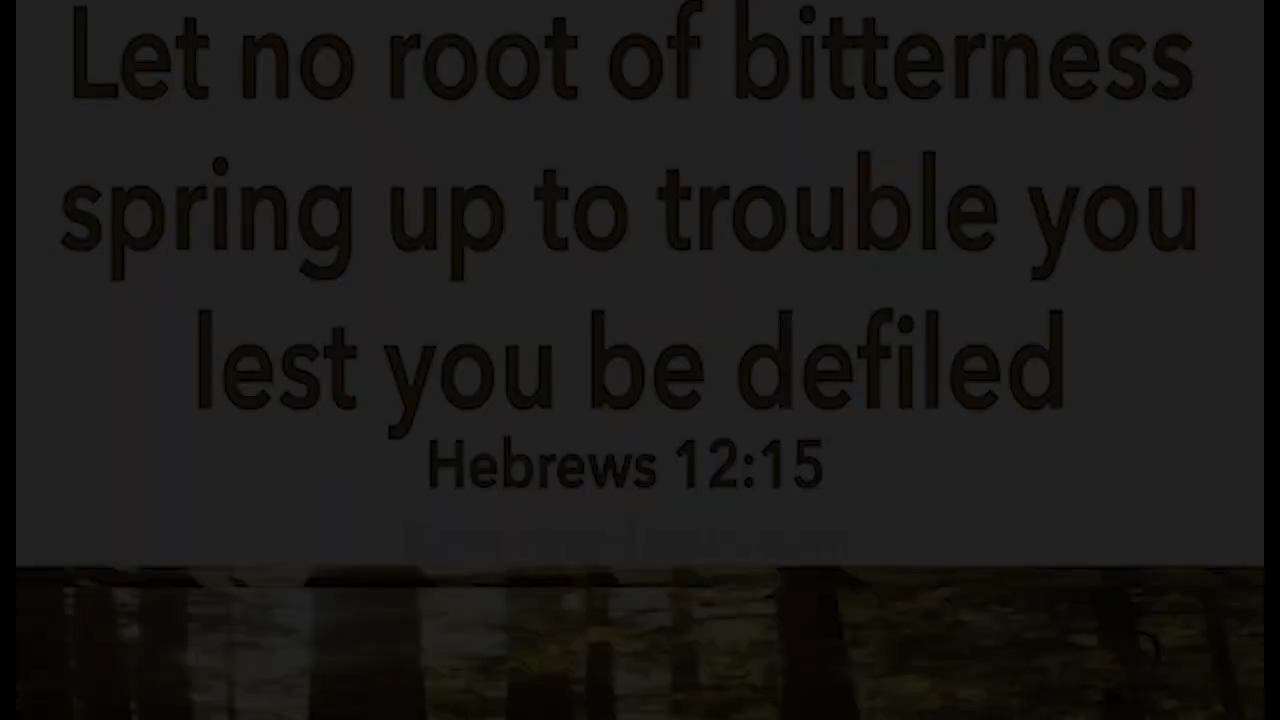 Let no root of bitterness
spring up to trouble you
lest you be defiled
Hebrews 12:15